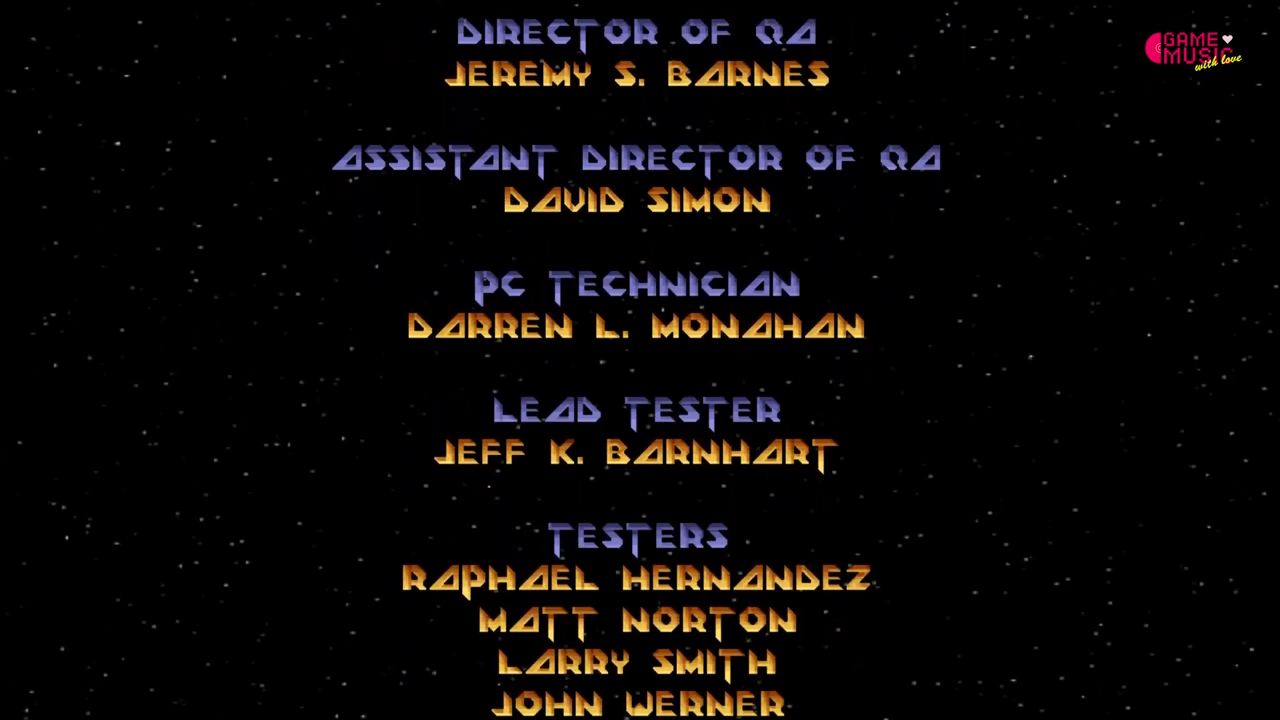 DIRECTOR OF QA
JEREMY S. BARNES
ASSISTANT DIRECTOR OF QA
DAVID SIMON
PC TECHNICIAN
DARREN L. MONAHAN
LEAD TESTER
JEFF K. BARNHART
TESTERS
RAPHAEL HERNANDEZ
MATT NORTON
LARRY SMITH
JOHN WERNER
GAME
MUSIC
with love